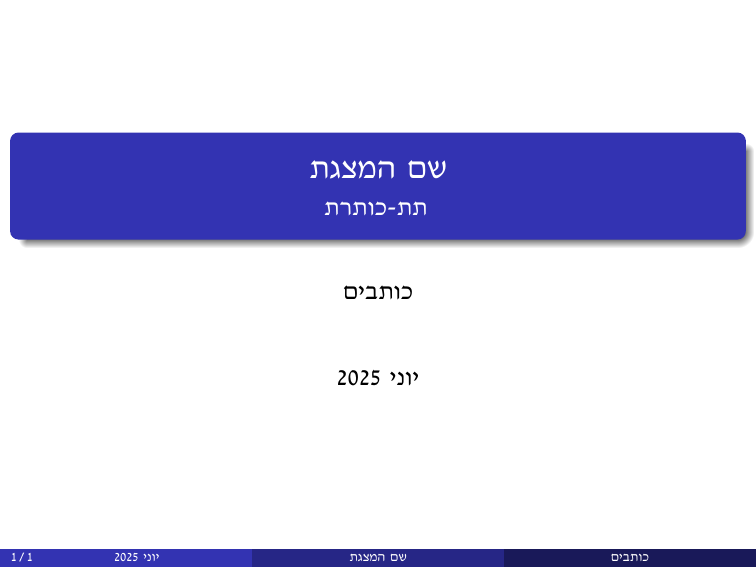 שם המצגת
תת-כותרת
כותבים
יוני 2025
כותבים
שם המצגת
יוני 2025
1 / 1